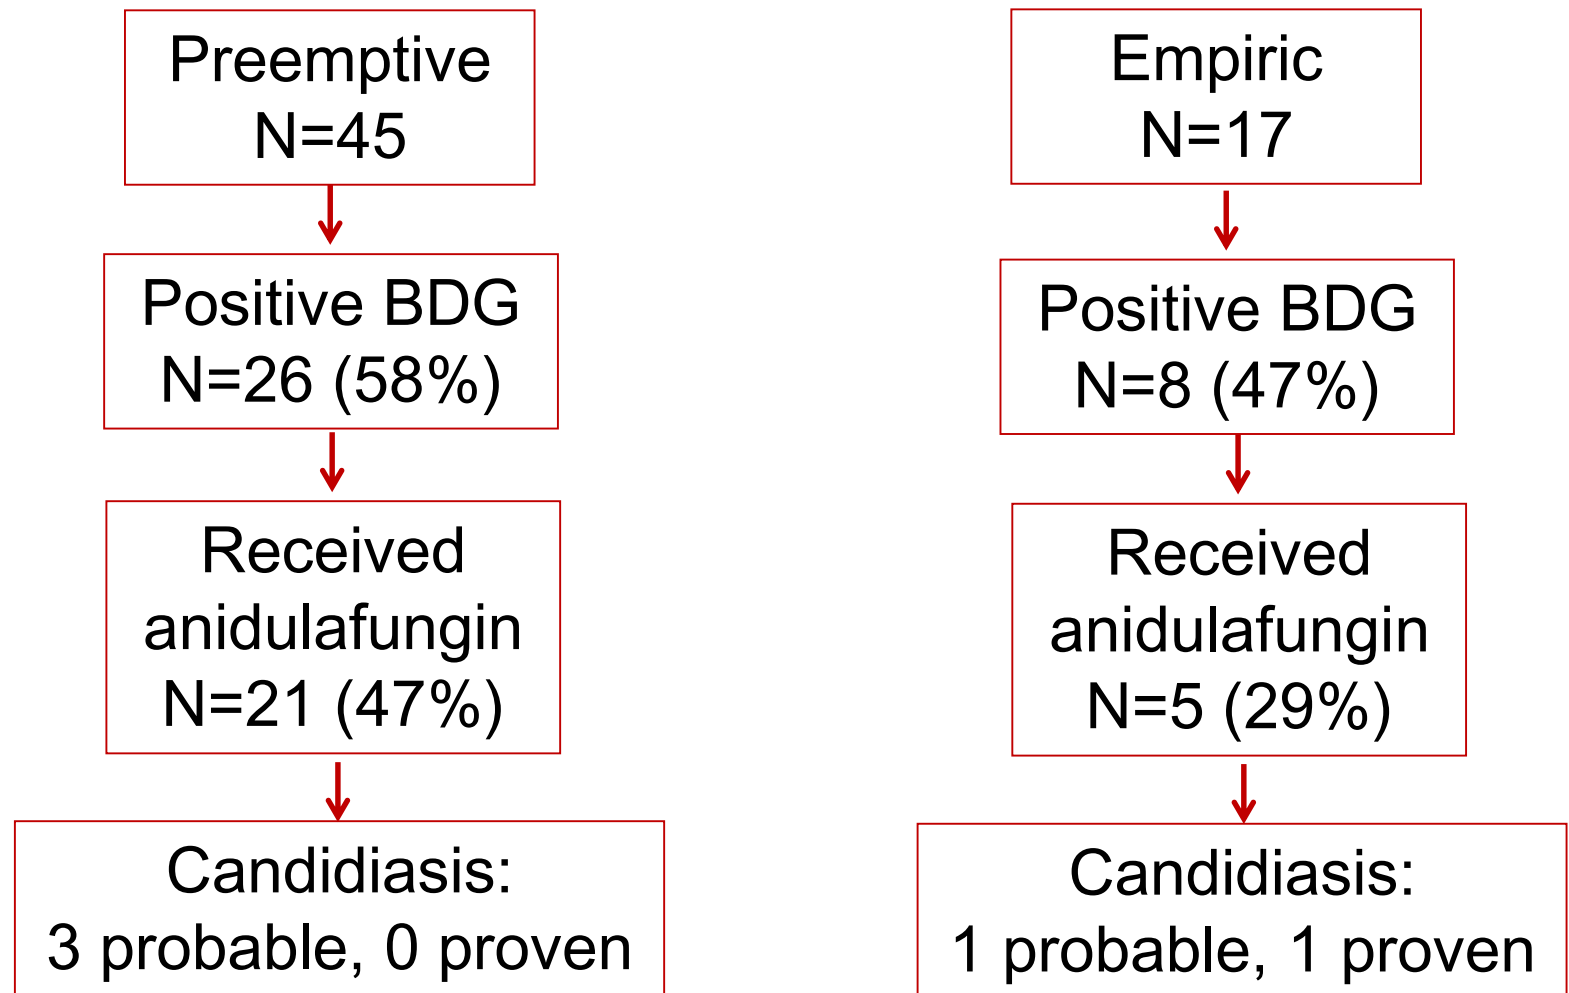 Preemptive
N=45
Positive BDG
N=26 (58%)
Received
anidulafungin
N=21 (47%)
Candidiasis:
3 probable, 0 proven
Empiric
N=17
Positive BDG
N=8 (47%)
Received
anidulafungin
N=5 (29%)
Candidiasis:
1 probable, 1 proven